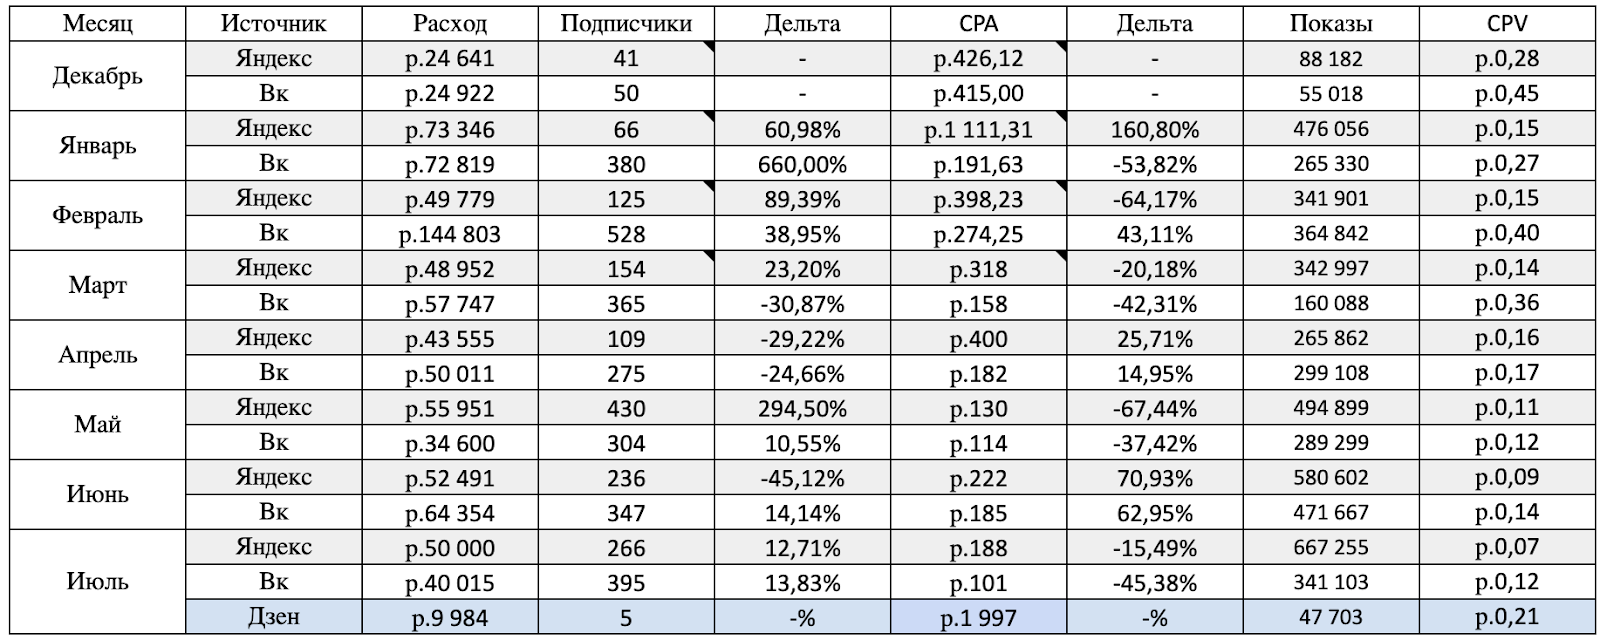 Месяц Источник Расход Подписчики Дельта CPA Дельта Показы CPV
Декабрь Яндекс р.24 641 41 - р.426,12 - 88 182 р.0,28
Вк р.24 922 50 - р.415,00 - 55 018 р.0,45
Январь Яндекс р.73 346 66 60,98% р.1 111,31 160,80% 476 056 р.0,15
Вк р.72 819 380 660,00% р.191,63 -53,82% 265 330 р.0,27
Февраль Яндекс р.49 779 125 89,39% р.398,23 -64,17% 341 901 р.0,15
Вк р.144 803 528 38,95% р.274,25 43,11% 364 842 р.0,40
Март Яндекс р.48 952 154 23,20% р.318 -20,18% 342 997 р.0,14
Вк р.57 747 365 -30,87% р.158 -42,31% 160 088 р.0,36
Апрель Яндекс р.43 555 109 -29,22% р.400 25,71% 265 862 р.0,16
Вк р.50 011 275 -24,66% р.182 14,95% 299 108 р.0,17
Май Яндекс р.55 951 430 294,50% р.130 -67,44% 494 899 р.0,11
Вк р.34 600 304 10,55% р.114 -37,42% 289 299 р.0,12
Июнь Яндекс р.52 491 236 -45,12% р.222 70,93% 580 602 р.0,09
Вк р.64 354 347 14,14% р.185 62,95% 471 667 р.0,14
Июль Яндекс р.50 000 266 12,71% р.188 -15,49% 667 255 р.0,07
Вк р.40 015 395 13,83% р.101 -45,38% 341 103 р.0,12
Дзен р.9 984 5 -% р.1 997 -% 47 703 р.0,21